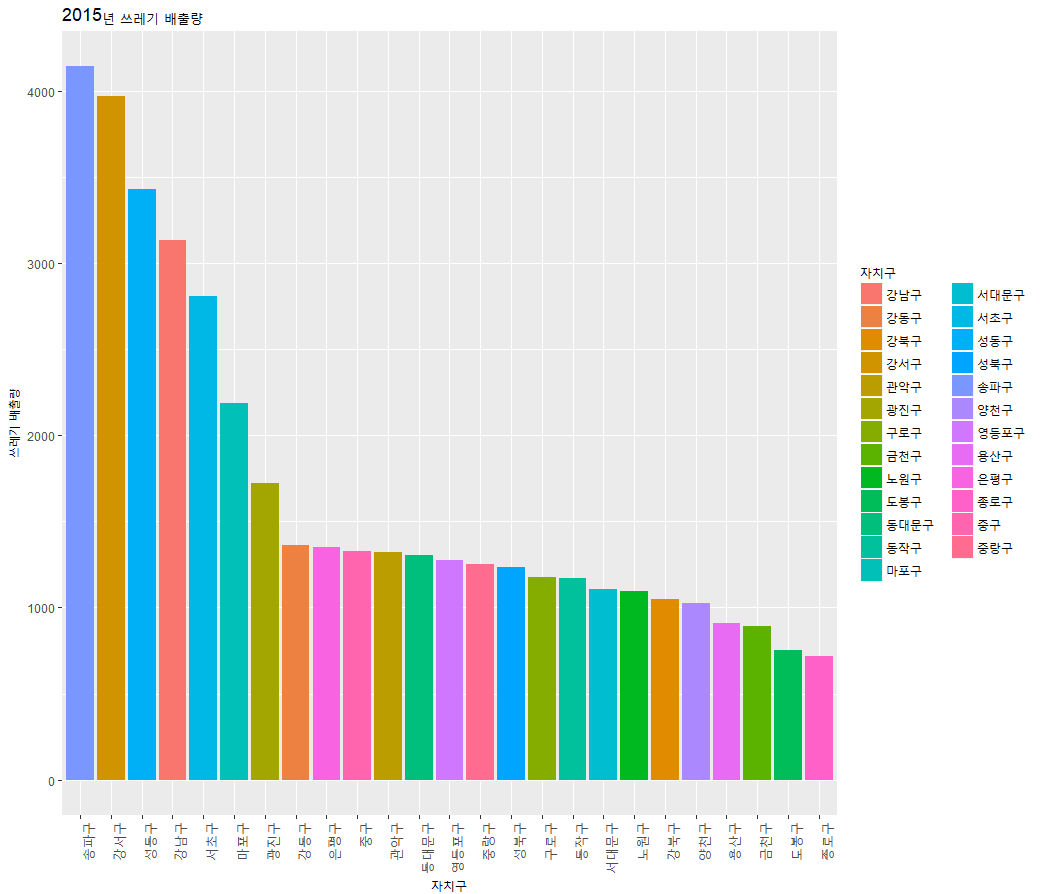 2015년 쓰레기 배출량
쓰레기 배출량
4000
3000
2000
1000
0
송파구 강서구 성동구 강남구 서초구 마포구 광진구 강동구 은평구 중구 관악구 동대문구 영등포구 중랑구 성북구 구로구 동작구 서대문구 노원구 강북구 양천구 용산구 금천구 도봉구 종로구
자치구
자치구
강남구 서대문구
강동구 서초구
강북구 성동구
강서구 성북구
관악구 송파구
광진구 양천구
구로구 영등포구
금천구 용산구
노원구 은평구
도봉구 종로구
동대문구 중구
동작구 중랑구
마포구